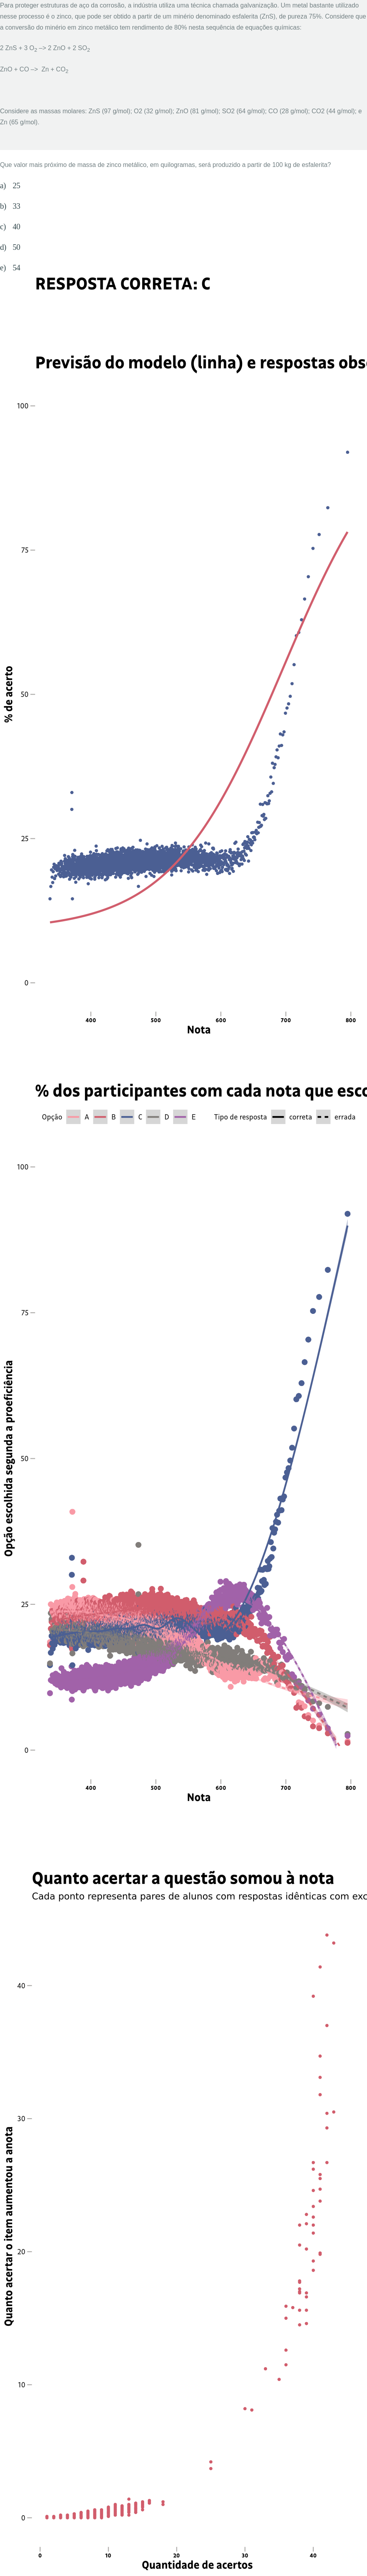 Para proteger estruturas de aço da corrosão, a indústria utiliza uma técnica chamada galvanização. Um metal bastante utilizado
nesse processo é o zinco, que pode ser obtido a partir de um minério denominado esfalerita (ZnS), de pureza 75%. Considere que
a conversão do minério em zinco metálico tem rendimento de 80% nesta sequência de equações químicas:
2 ZnS + 3 O2 –> 2 ZnO + 2 SO2
ZnO + CO –> Zn + CO2
Considere as massas molares: ZnS (97 g/mol); O2 (32 g/mol); ZnO (81 g/mol); SO2 (64 g/mol); CO (28 g/mol); CO2 (44 g/mol); e
Zn (65 g/mol).
Que valor mais próximo de massa de zinco metálico, em quilogramas, será produzido a partir de 100 kg de esfalerita?
a) 25
b) 33
c) 40
d) 50
e) 54
RESPOSTA CORRETA: C
Previsão do modelo (linha) e respostas obs
100
75
50
25
0
% de acerto
400 500 600 700 800
Nota
% dos participantes com cada nota que esco
Opção A B C D E Tipo de resposta correta errada
100
75
50
25
0
Opção escolhida segunda a proeficiência
400 500 600 700 800
Nota
Quanto acertar a questão somou à nota
Cada ponto representa pares de alunos com respostas idênticas com exc
40
30
20
10
0
Quanto acertar o item aumentou a anota
0 10 20 30 40
Quantidade de acertos